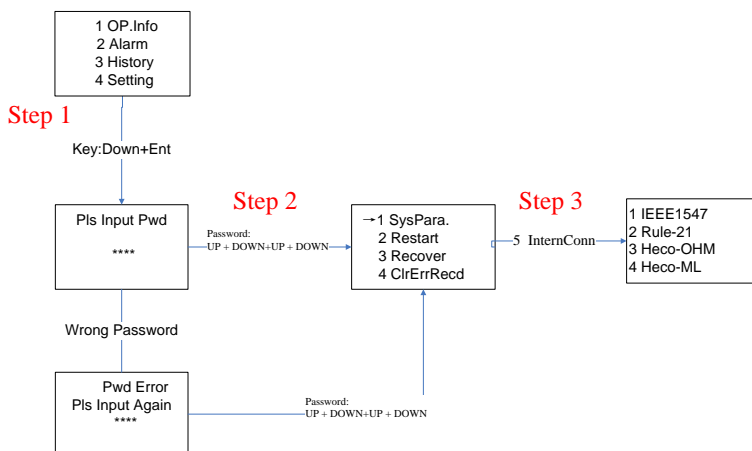 1 OP.Info
2 Alarm
3 History
4 Setting
Step 1
Key:Down+Ent
Pls Input Pwd
****
Step 2
Password:
UP + DOWN+UP + DOWN
→1 SysPara.
2 Restart
3 Recover
4 ClrErrRecd
Step 3
5 InternConn
1 IEEE1547
2 Rule-21
3 Heco-OHM
4 Heco-ML
Wrong Password
Pwd Error
Pls Input Again
****
Password:
UP + DOWN+UP + DOWN